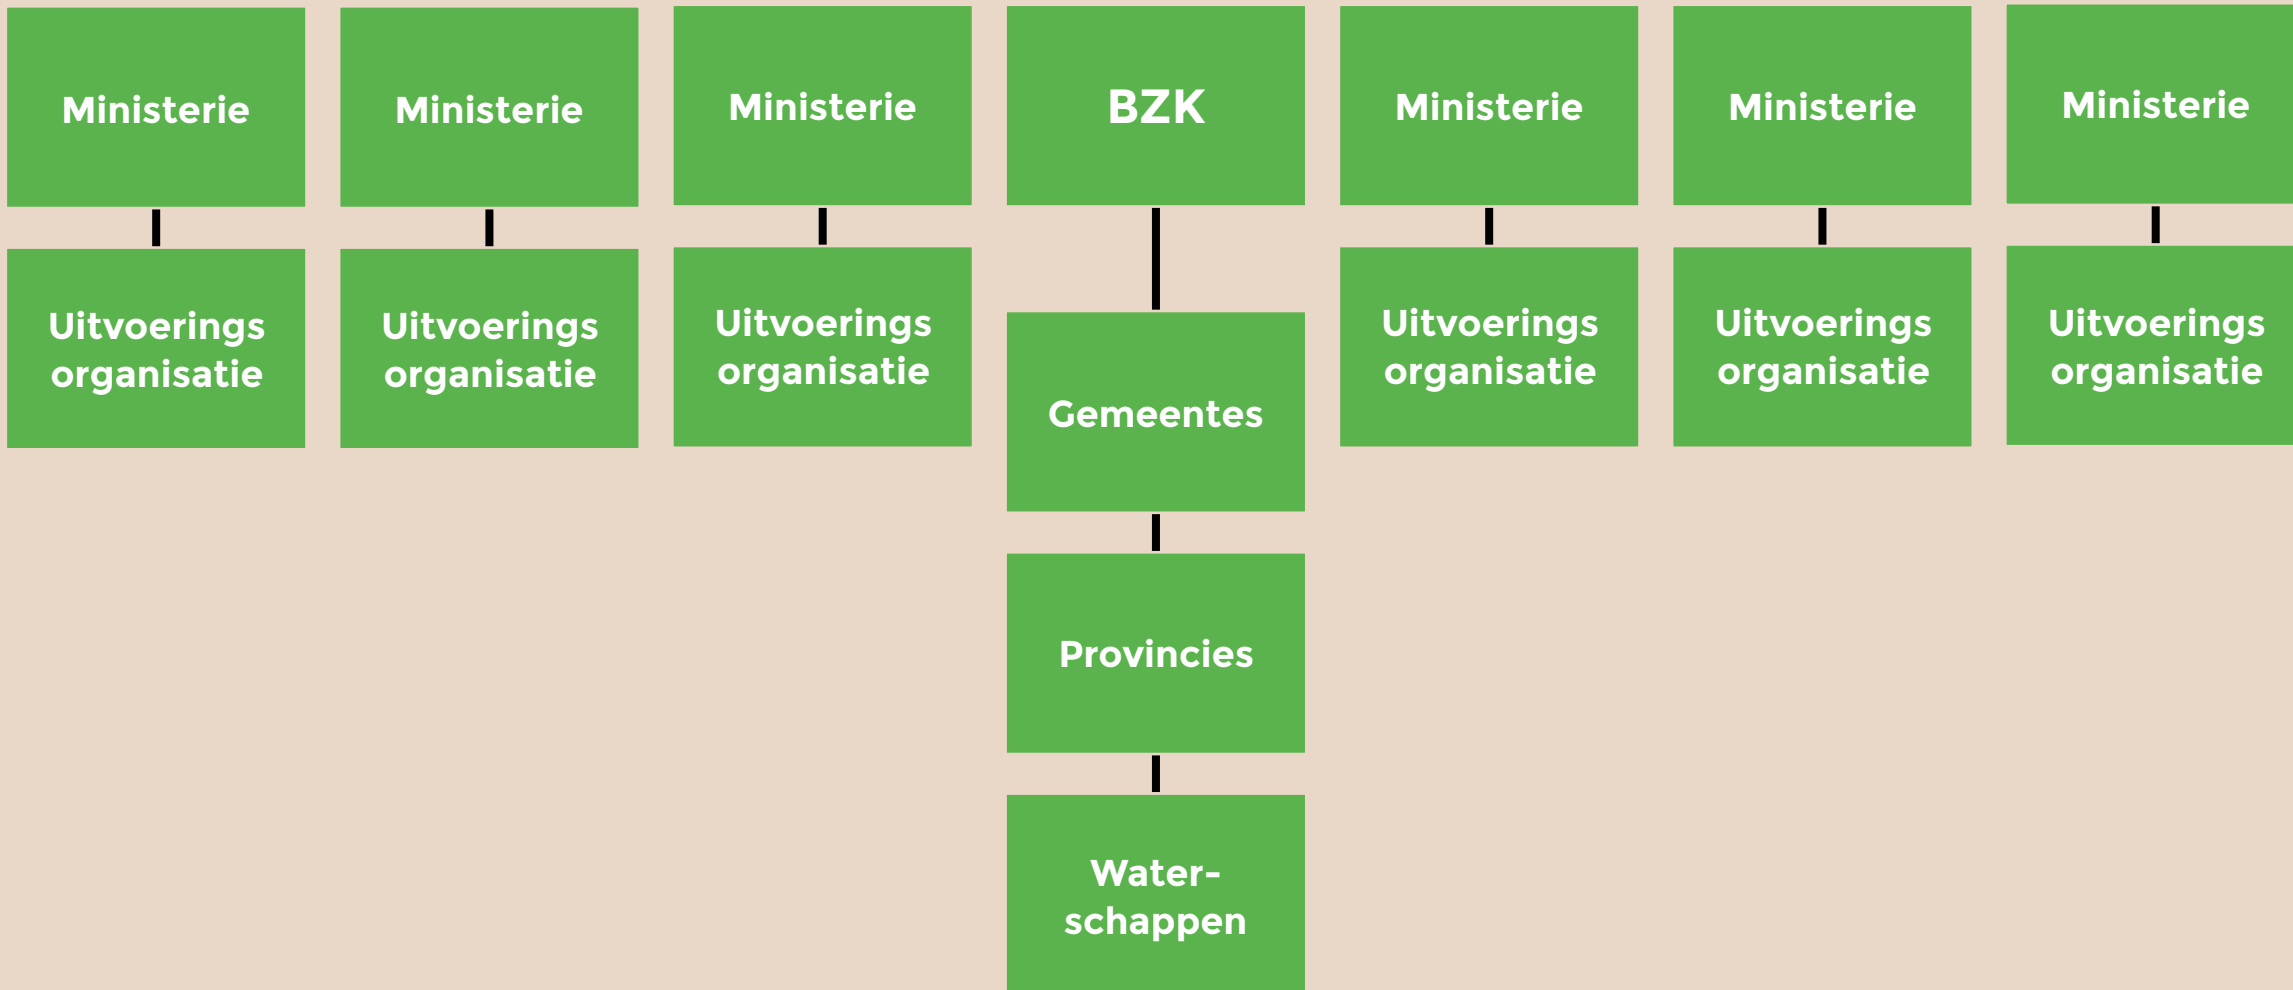 Ministerie
Ministerie
Ministerie
BZK
Ministerie
Ministerie
Ministerie
Uitvoerings
organisatie
Uitvoerings
organisatie
Uitvoerings
organisatie
Gemeentes
Uitvoerings
organisatie
Uitvoerings
organisatie
Uitvoerings
organisatie
Provincies
Water-
schappen